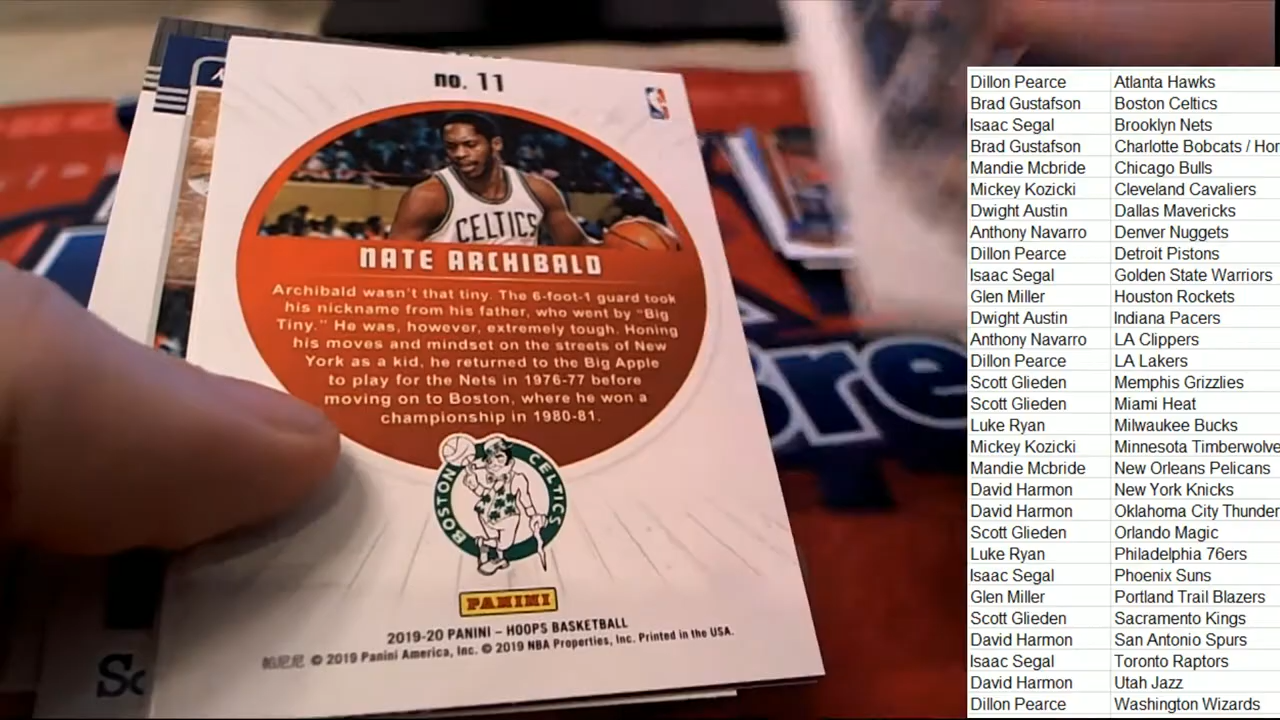 no. 11
CELTICS
NATE ARCHIBALD
Archibald wasn't that tiny. The 6-foot-1 guard took
his nickname from his father, who went by "Big
Tiny." He was, however, extremely tough. Honing
his moves and mindset on the streets of New
York as a kid, he returned to the Big Apple
to play for the Nets in 1976-77 before
moving on to Boston, where he won a
championship in 1980-81.
BOSTON CELTICS
PANINI
2019-20 PANINI – HOOPS BASKETBALL
帕尼尼 © 2019 Panini America, Inc. © 2019 NBA Properties, Inc. Printed in the USA.
Dillon Pearce Atlanta Hawks
Brad Gustafson Boston Celtics
Isaac Segal Brooklyn Nets
Brad Gustafson Charlotte Bobcats / Hor
Mandie Mcbride Chicago Bulls
Mickey Kozicki Cleveland Cavaliers
Dwight Austin Dallas Mavericks
Anthony Navarro Denver Nuggets
Dillon Pearce Detroit Pistons
Isaac Segal Golden State Warriors
Glen Miller Houston Rockets
Dwight Austin Indiana Pacers
Anthony Navarro LA Clippers
Dillon Pearce LA Lakers
Scott Glieden Memphis Grizzlies
Scott Glieden Miami Heat
Luke Ryan Milwaukee Bucks
Mickey Kozicki Minnesota Timberwolve
Mandie Mcbride New Orleans Pelicans
David Harmon New York Knicks
David Harmon Oklahoma City Thunder
Scott Glieden Orlando Magic
Luke Ryan Philadelphia 76ers
Isaac Segal Phoenix Suns
Glen Miller Portland Trail Blazers
Scott Glieden Sacramento Kings
David Harmon San Antonio Spurs
Isaac Segal Toronto Raptors
David Harmon Utah Jazz
Dillon Pearce Washington Wizards